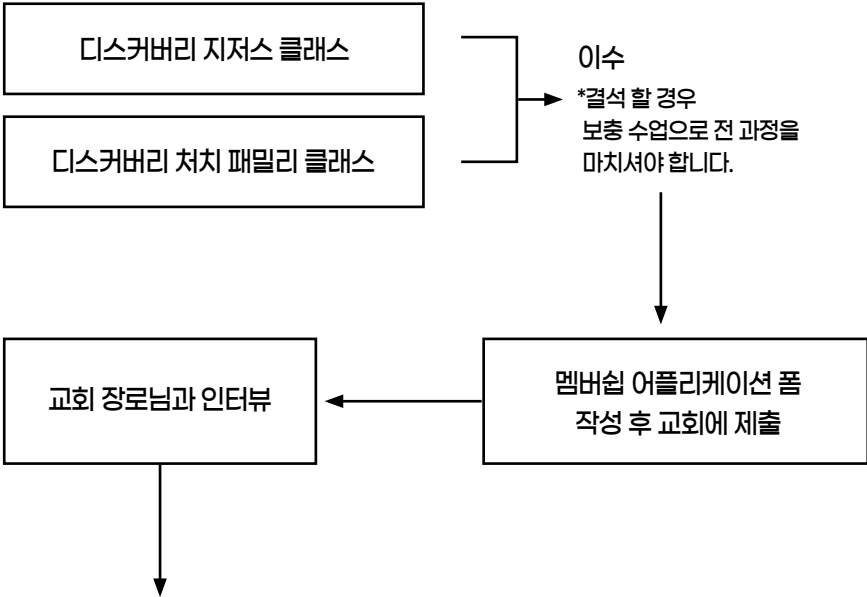 디스커버리 지저스 클래스
디스커버리 처치 패밀리 클래스
이수
*결석 할 경우
보충 수업으로 전 과정을
마치셔야 합니다.
멤버쉽 어플리케이션 폼
작성 후 교회에 제출
교회 장로님과 인터뷰